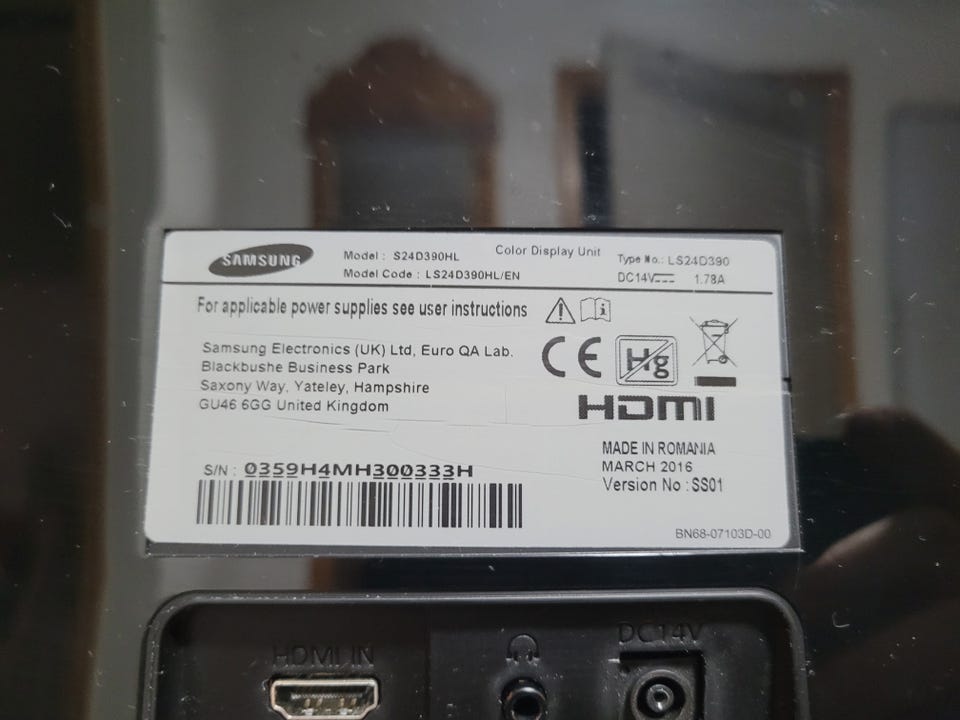 SAMSUNG
Model : S24D390HL
Color Display Unit
Type No.: LS24D390
Model Code : LS24D390HL/EN
DC14V 1.78A
For applicable power supplies see user instructions
Samsung Electronics (UK) Ltd, Euro QA Lab.
Blackbushe Business Park
Saxony Way, Yateley, Hampshire
GU46 6GG United Kingdom
CE
Hg
HDMI
MADE IN ROMANIA
MARCH 2016
Version No : SS01
S/N : 0359H4MH300333H
BN68-07103D-00
HDMI IN
DC14V